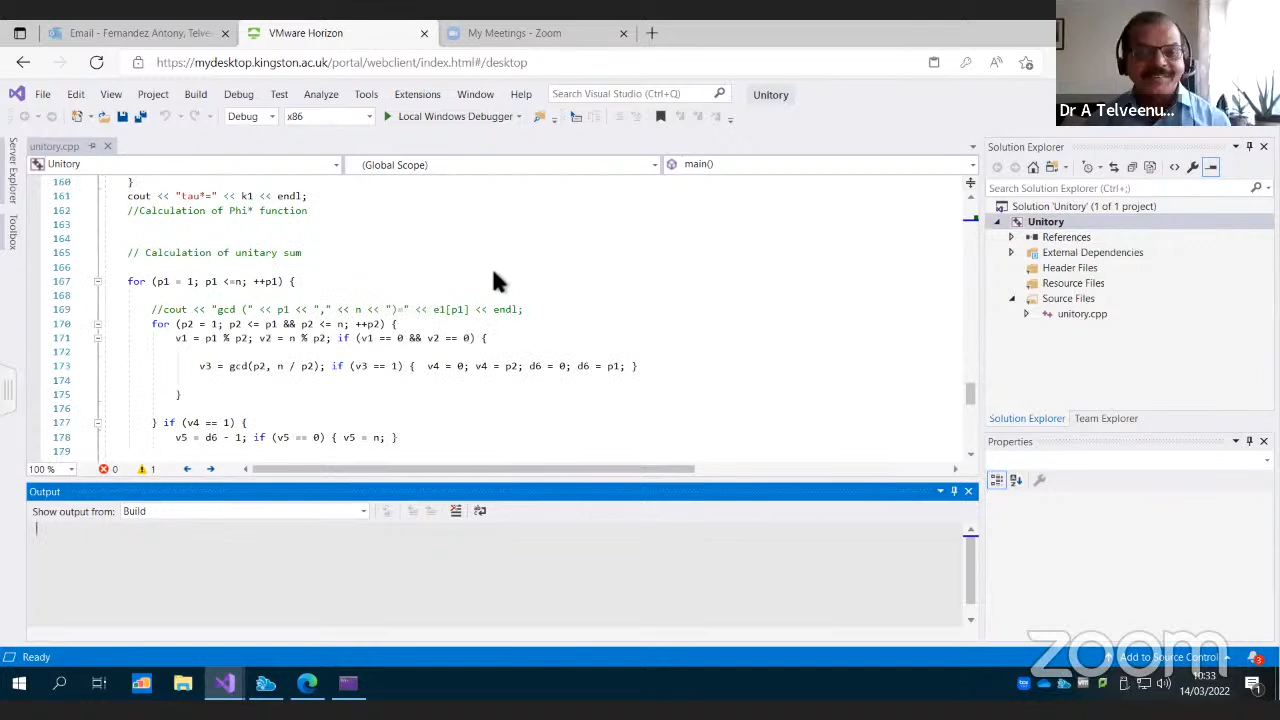 Email - Fernandez Antony, Telve
VMware Horizon
My Meetings - Zoom
https://mydesktop.kingston.ac.uk/portal/webclient/index.html#/desktop
Dr A Telveenu...
File Edit View Project Build Debug Test Analyze Tools Extensions Window Help Search Visual Studio (Ctrl+Q) Unitory
Debug x86 Local Windows Debugger
unitory.cpp
Unitory (Global Scope) main()
Server Explorer
Toolbox
160 }
161 cout << "tau*=" << k1 << endl;
162 //Calculation of Phi* function
163
164
165 // Calculation of unitary sum
166
167 for (p1 = 1; p1 <=n; ++p1) {
168
169 //cout << "gcd (" << p1 << "," << n << ")=" << e1[p1] << endl;
170 for (p2 = 1; p2 <= p1 && p2 <= n; ++p2) {
171 v1 = p1 % p2; v2 = n % p2; if (v1 == 0 && v2 == 0) {
172
173 v3 = gcd(p2, n / p2); if (v3 == 1) { v4 = 0; v4 = p2; d6 = 0; d6 = p1; }
174
175 }
176
177 } if (v4 == 1) {
178 v5 = d6 - 1; if (v5 == 0) { v5 = n; }
179
100 % 0 1
Output
Show output from: Build
Solution Explorer
Search Solution Explorer (Ctrl+;)
Solution 'Unitory' (1 of 1 project)
Unitory
References
External Dependencies
Header Files
Resource Files
Source Files
unitory.cpp
Solution Explorer Team Explorer
Properties
Ready
Add to Source Control
3
zoom
10:33
14/03/2022
1